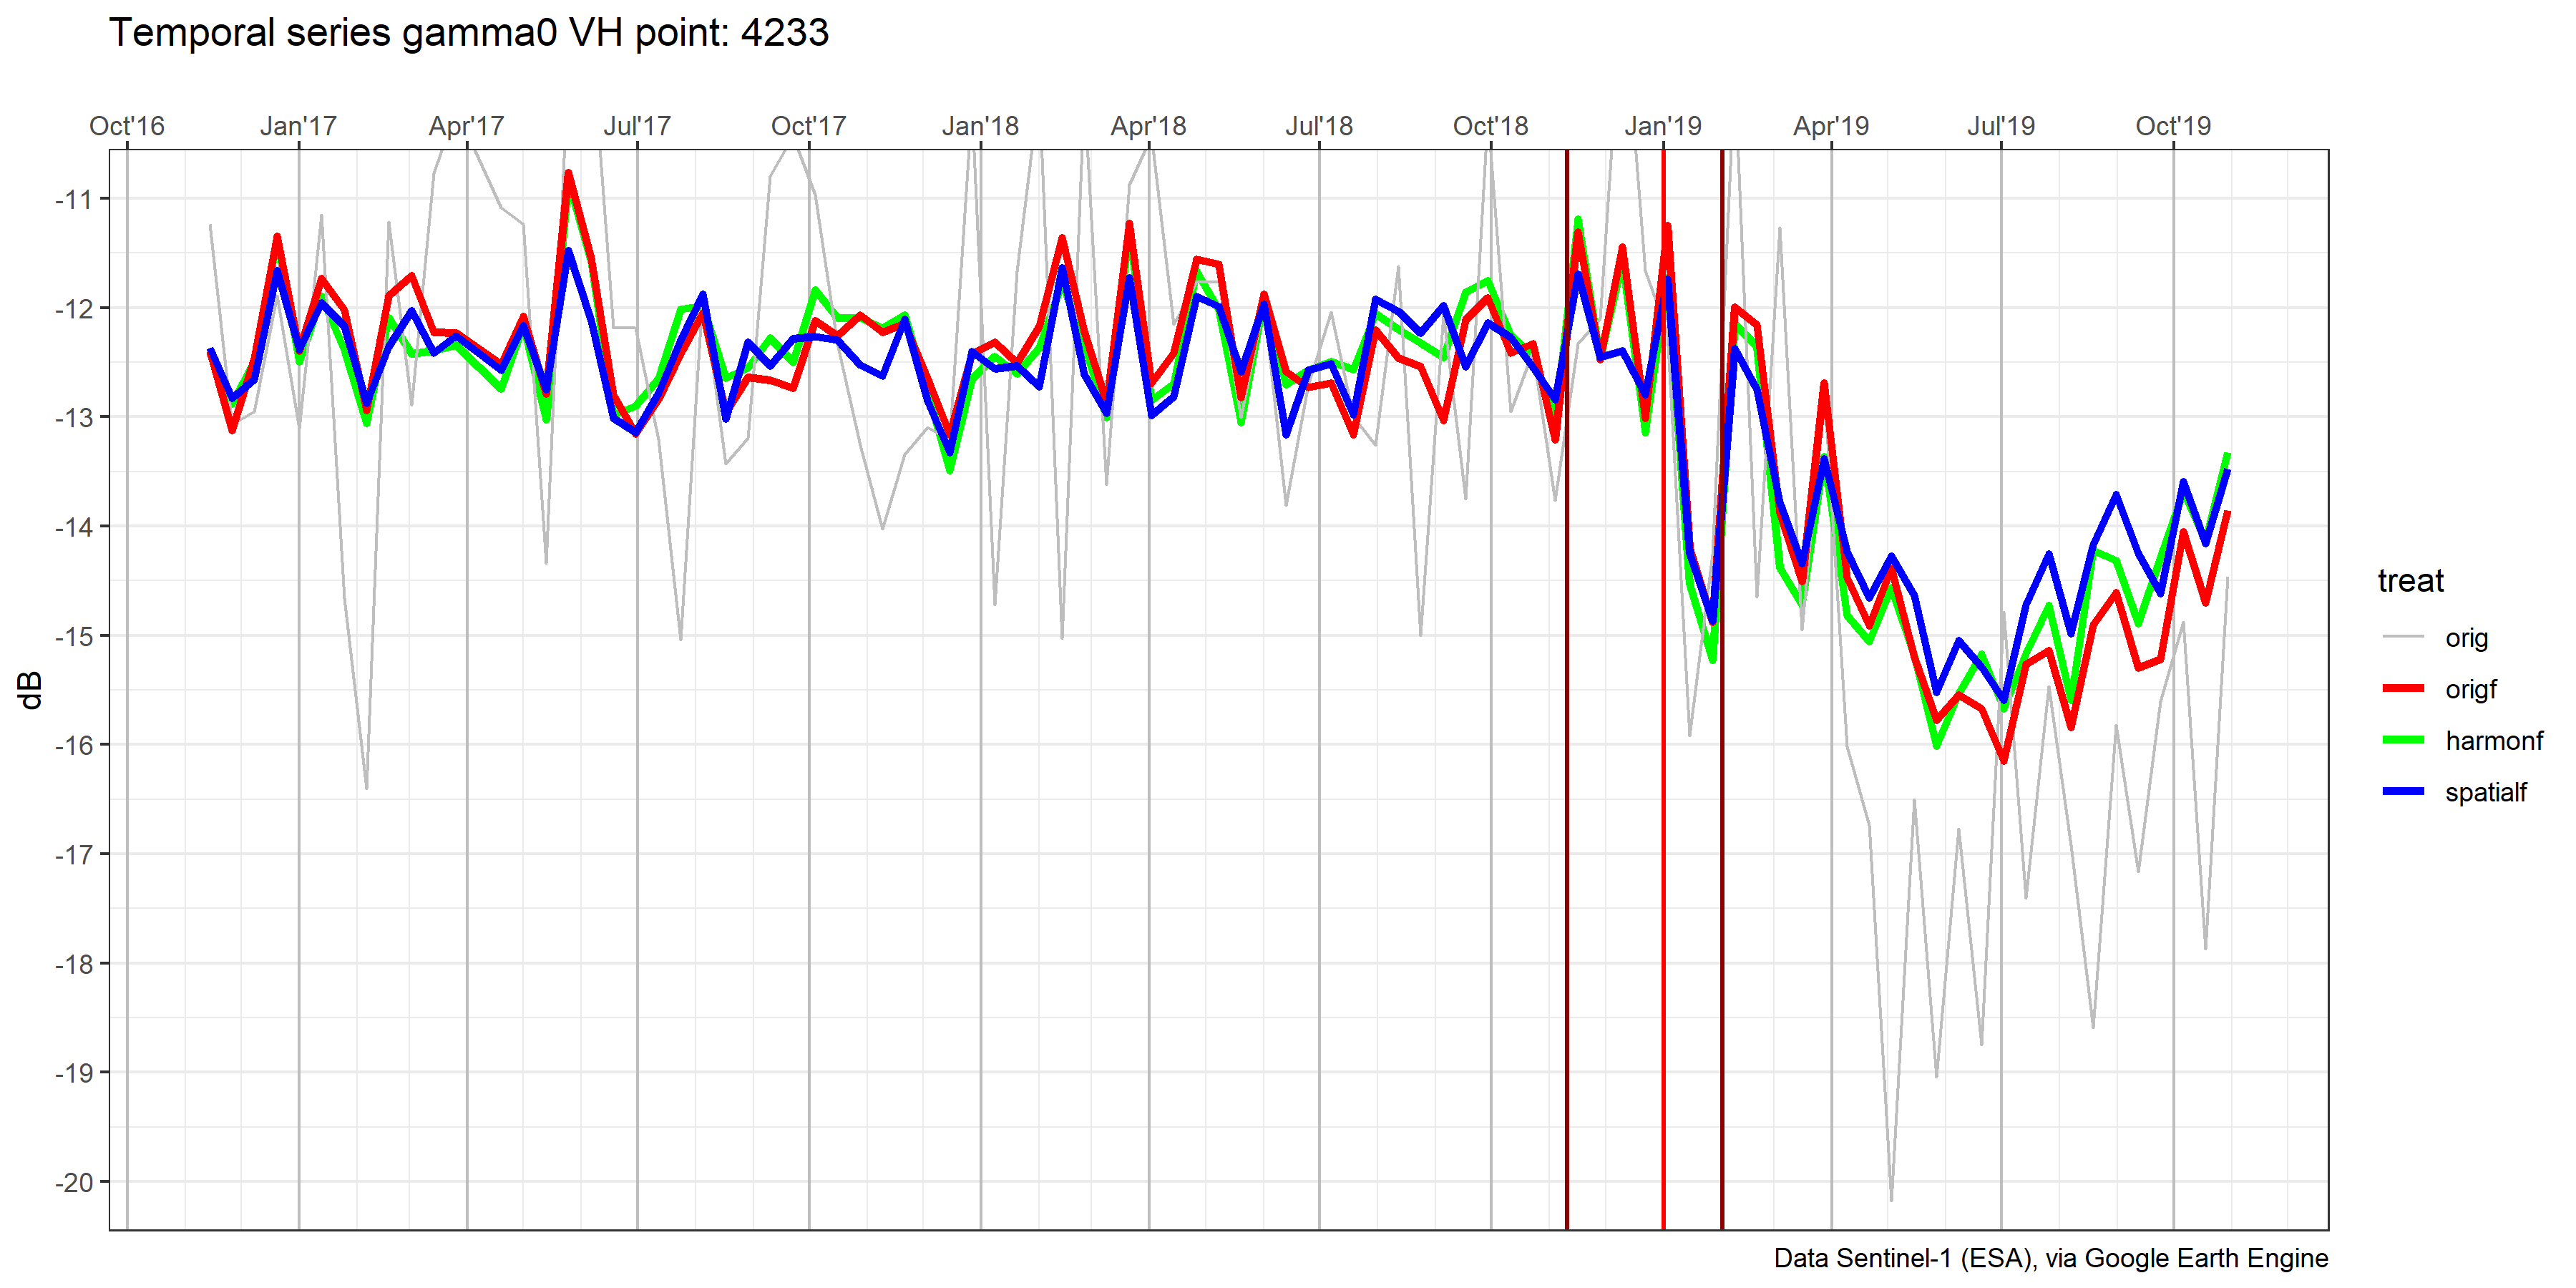 Temporal series gamma0 VH point: 4233
Oct'16 Jan'17 Apr'17 Jul'17 Oct'17 Jan'18 Apr'18 Jul'18 Oct'18 Jan'19 Apr'19 Jul'19 Oct'19
-11
-12
-13
-14
-15
-16
-17
-18
-19
-20
dB
treat
orig
origf
harmonf
spatialf
Data Sentinel-1 (ESA), via Google Earth Engine